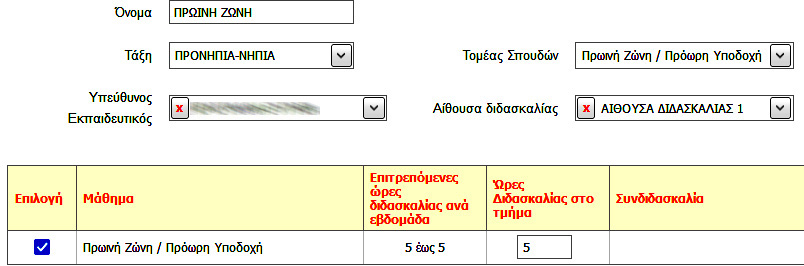 Όνομα ΠΡΩΙΝΗ ΖΩΝΗ
Τάξη ΠΡΟΝΗΠΙΑ-ΝΗΠΙΑ Τομέας Σπουδών Πρωινή Ζώνη / Πρόωρη Υποδοχή
Υπεύθυνος
Εκπαιδευτικός x Αίθουσα διδασκαλίας x ΑΙΘΟΥΣΑ ΔΙΔΑΣΚΑΛΙΑΣ 1
Επιλογή Μάθημα
Επιτρεπόμενες
ώρες
διδασκαλίας ανά
εβδομάδα
Ώρες
Διδασκαλίας στο
τμήμα
Συνδιδασκαλία
Πρωινή Ζώνη / Πρόωρη Υποδοχή 5 έως 5 5